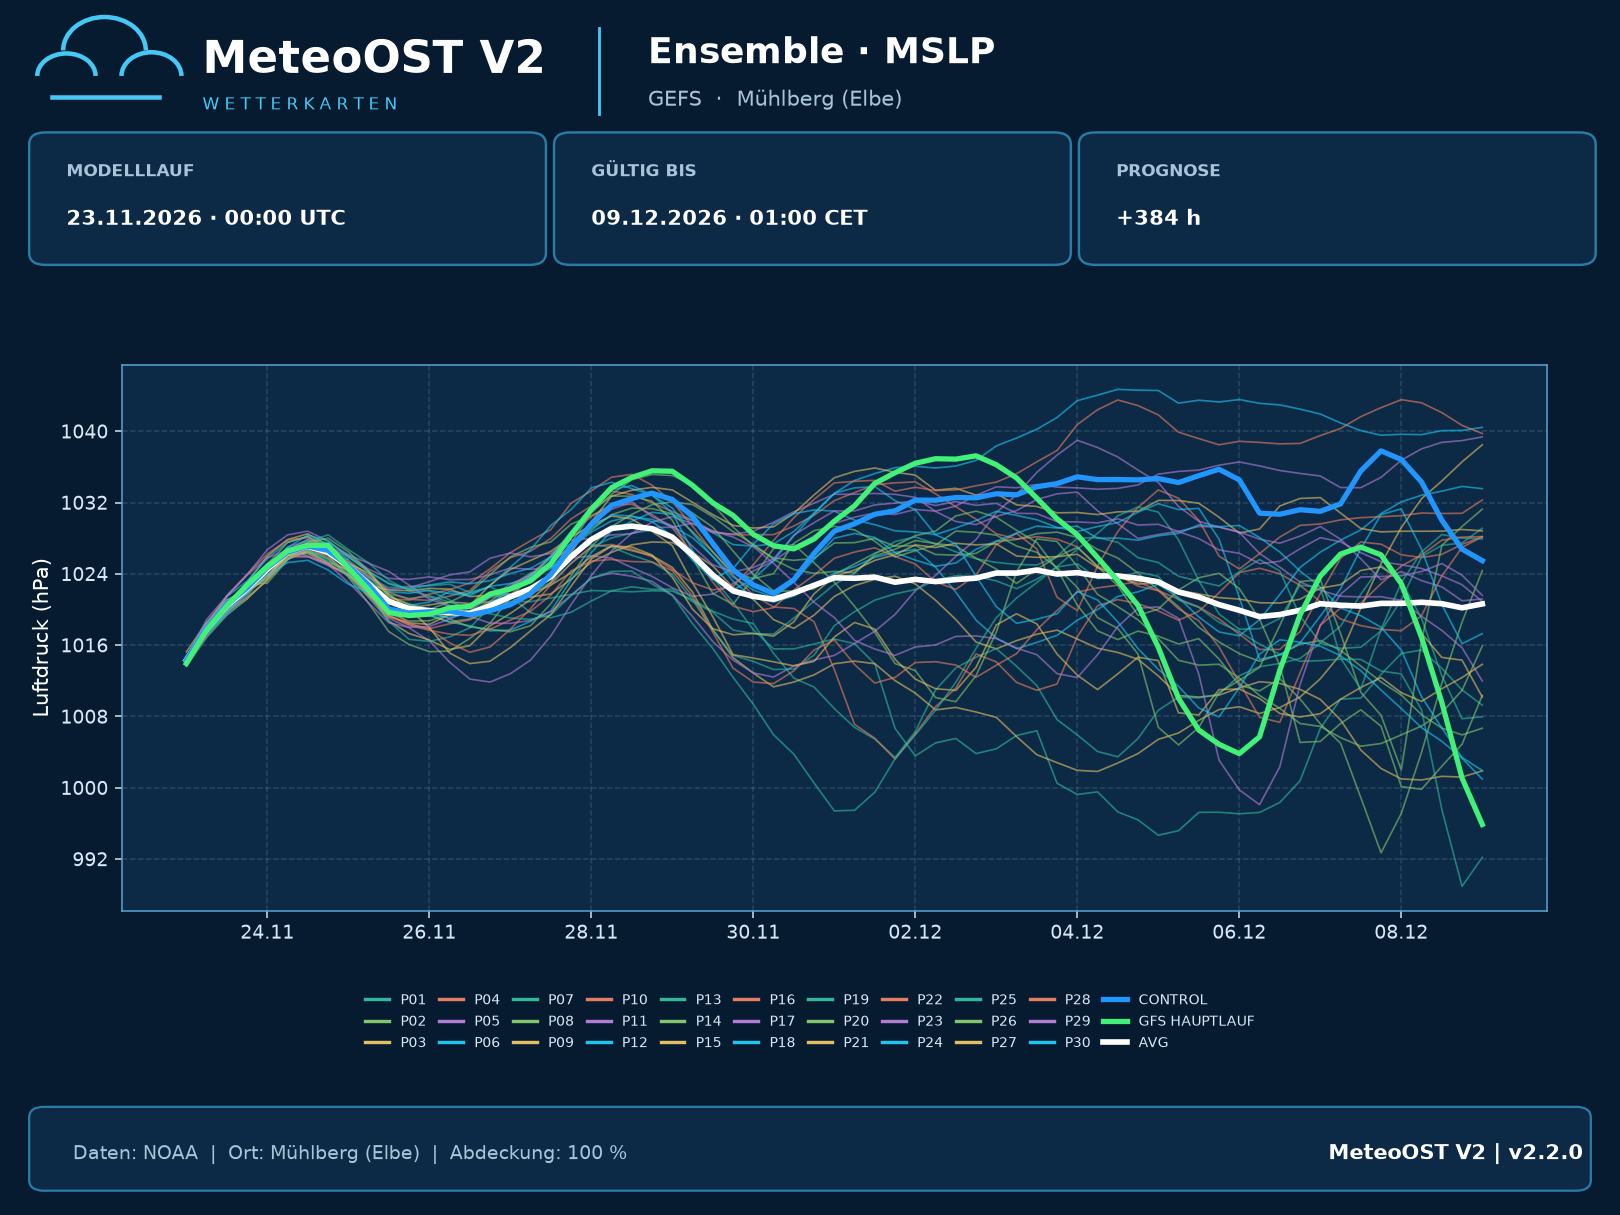 MeteoOST V2
WETTERKARTEN
Ensemble · MSLP
GEFS · Mühlberg (Elbe)
MODELLLAUF
23.11.2026 · 00:00 UTC
GÜLTIG BIS
09.12.2026 · 01:00 CET
PROGNOSE
+384 h
Luftdruck (hPa)
1040
1032
1024
1016
1008
1000
992
24.11 26.11 28.11 30.11 02.12 04.12 06.12 08.12
P01 P04 P07 P10 P13 P16 P19 P22 P25 P28 CONTROL
P02 P05 P08 P11 P14 P17 P20 P23 P26 P29 GFS HAUPTLAUF
P03 P06 P09 P12 P15 P18 P21 P24 P27 P30 AVG
Daten: NOAA | Ort: Mühlberg (Elbe) | Abdeckung: 100 %
MeteoOST V2 | v2.2.0